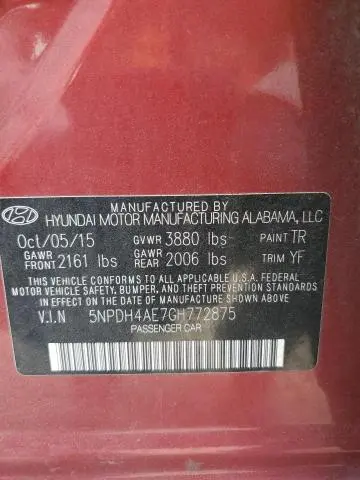 MANUFACTURED BY
HYUNDAI MOTOR MANUFACTURING ALABAMA, LLC
Oct/05/15 GVWR 3880 lbs PAINT TR
GAWR FRONT 2161 lbs GAWR REAR 2006 lbs TRIM YF
THIS VEHICLE CONFORMS TO ALL APPLICABLE U.S.A. FEDERAL
MOTOR VEHICLE SAFETY, BUMPER, AND THEFT PREVENTION
STANDARDS IN EFFECT ON THE DATE OF MANUFACTURE SHOWN ABOVE.
V.I.N 5NPDH4AE7GH772875
PASSENGER CAR